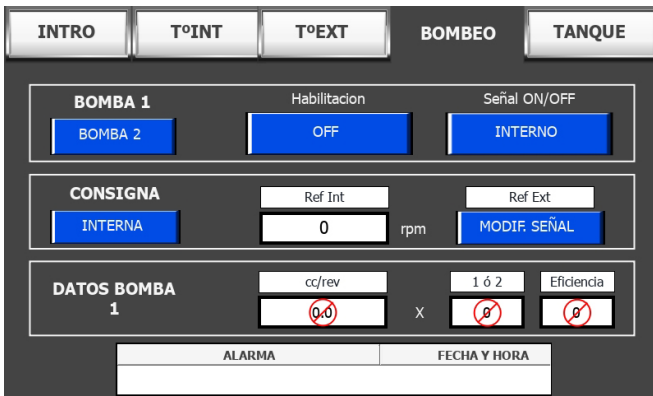 INTRO TºINT TºEXT BOMBEO TANQUE
BOMBA 1 Habilitacion Señal ON/OFF
BOMBA 2 OFF INTERNO
CONSIGNA Ref Int Ref Ext
INTERNA 0 rpm MODIF. SEÑAL
DATOS BOMBA 1 cc/rev 1 ó 2 Eficiencia
0.0 X 0 0
ALARMA FECHA Y HORA